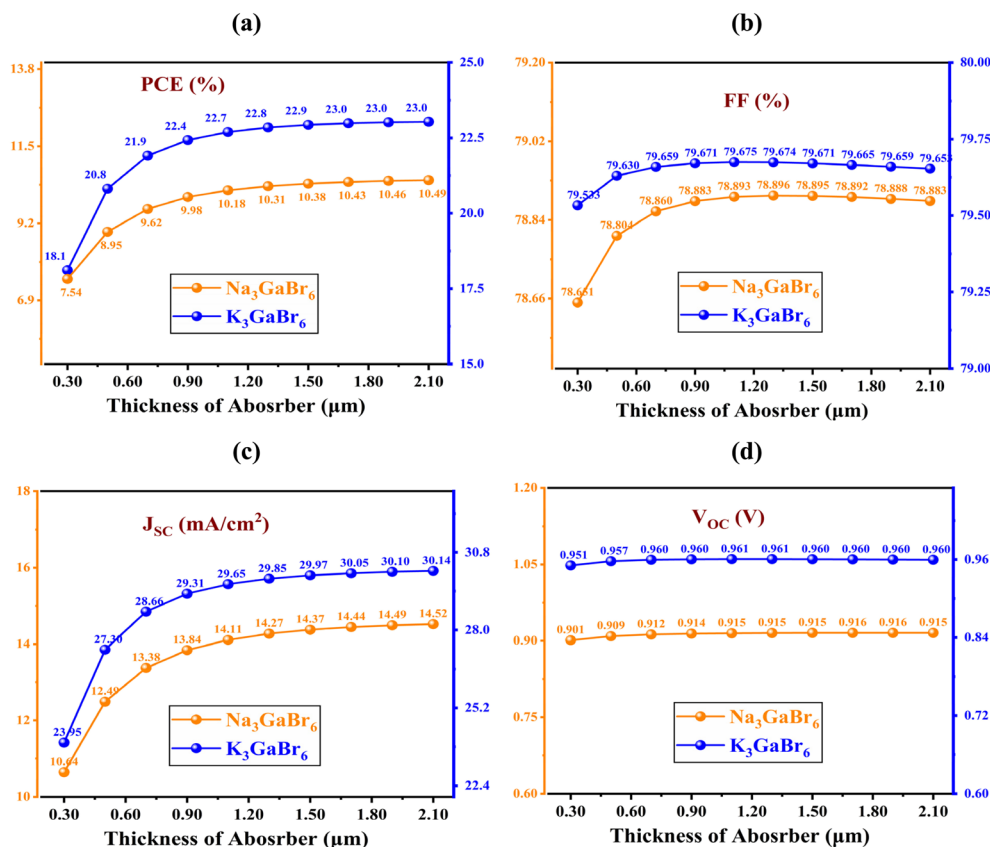 (a)
PCE (%)
13.8
11.5
9.2
6.9
25.0
22.5
20.0
17.5
15.0
18.1 20.8 21.9 22.4 22.7 22.8 22.9 23.0 23.0 23.0
7.54 8.95 9.62 9.98 10.18 10.31 10.38 10.43 10.46 10.49
Na3GaBr6
K3GaBr6
0.30 0.60 0.90 1.20 1.50 1.80 2.10
Thickness of Abosrber (μm)
(b)
FF (%)
79.20
79.02
78.84
78.66
80.00
79.75
79.50
79.25
79.00
79.533 79.630 79.659 79.671 79.675 79.674 79.671 79.665 79.659 79.653
78.651 78.804 78.860 78.883 78.893 78.896 78.895 78.892 78.888 78.883
Na3GaBr6
K3GaBr6
0.30 0.60 0.90 1.20 1.50 1.80 2.10
Thickness of Abosrber (μm)
(c)
JSC (mA/cm2)
18
16
14
12
10
30.8
28.0
25.2
22.4
23.95 27.30 28.66 29.31 29.65 29.85 29.97 30.05 30.10 30.14
10.64 12.49 13.38 13.84 14.11 14.27 14.37 14.44 14.49 14.52
Na3GaBr6
K3GaBr6
0.30 0.60 0.90 1.20 1.50 1.80 2.10
Thickness of Abosrber (μm)
(d)
VOC (V)
1.20
1.05
0.90
0.75
0.60
0.96
0.84
0.72
0.60
0.951 0.957 0.960 0.960 0.961 0.961 0.960 0.960 0.960 0.960
0.901 0.909 0.912 0.914 0.915 0.915 0.915 0.916 0.916 0.915
Na3GaBr6
K3GaBr6
0.30 0.60 0.90 1.20 1.50 1.80 2.10
Thickness of Abosrber (μm)